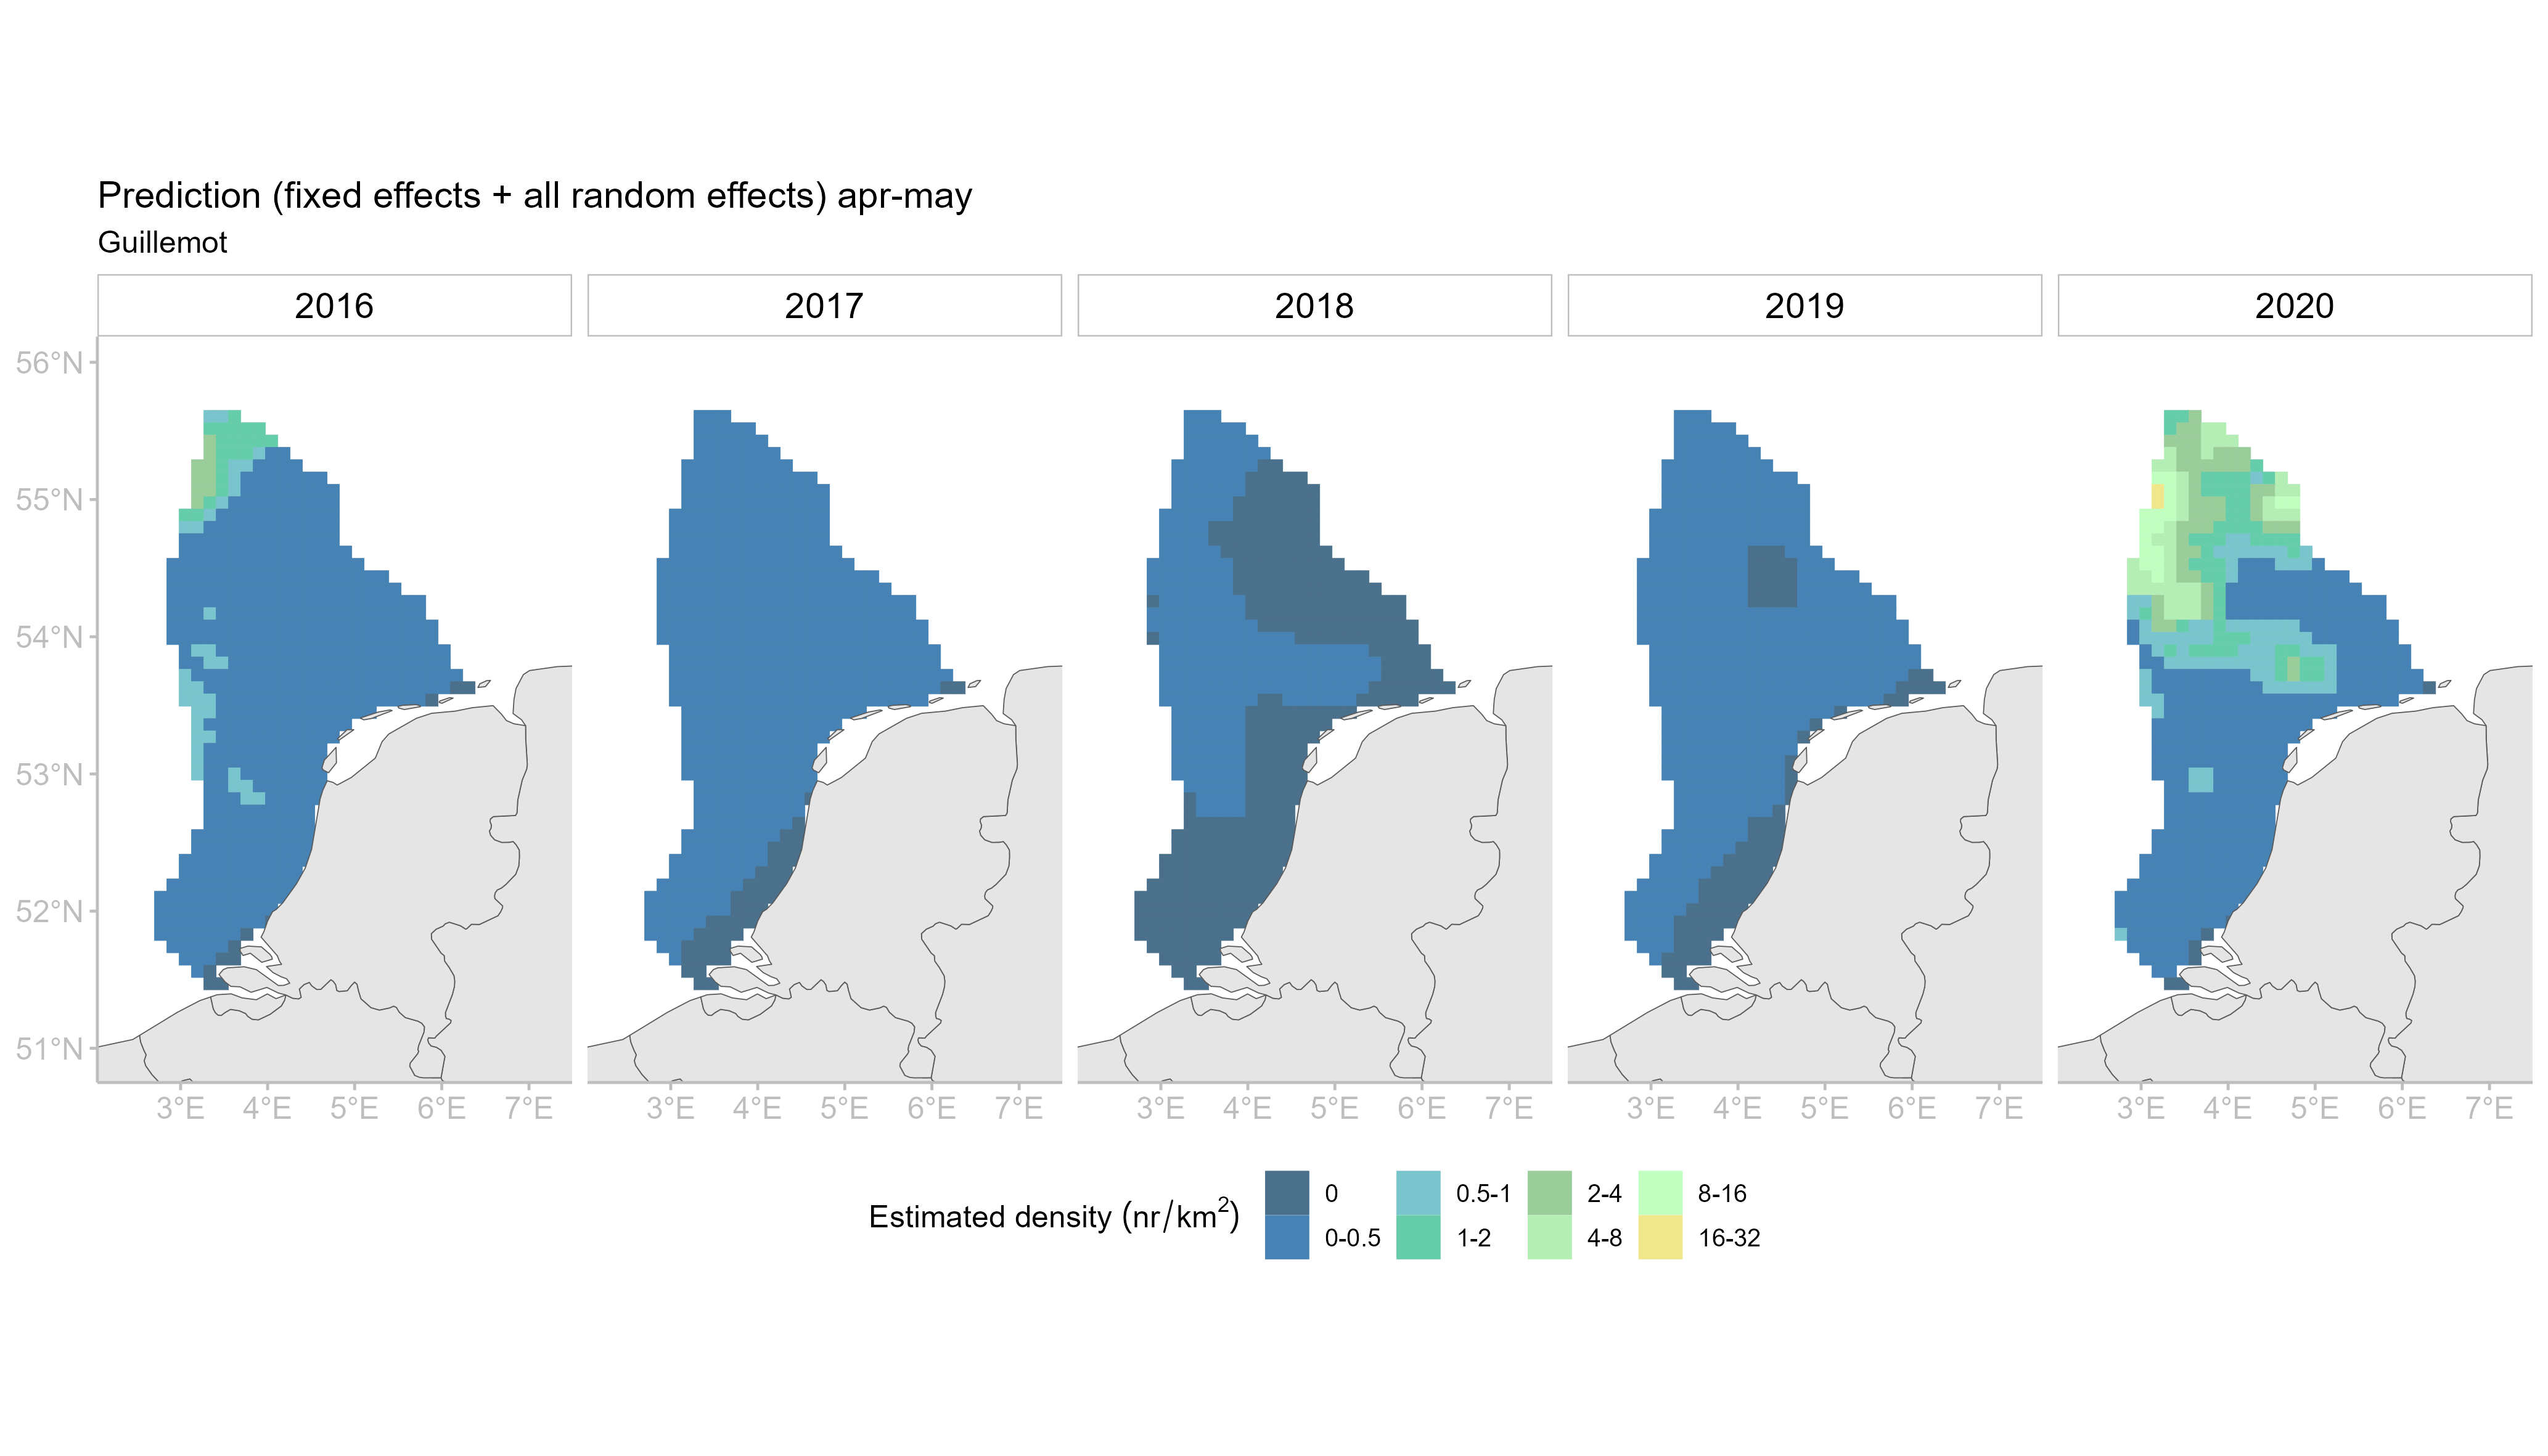 Prediction (fixed effects + all random effects) apr-may
Guillemot
2016 2017 2018 2019 2020
56°N
55°N
54°N
53°N
52°N
51°N
3°E 4°E 5°E 6°E 7°E 3°E 4°E 5°E 6°E 7°E 3°E 4°E 5°E 6°E 7°E 3°E 4°E 5°E 6°E 7°E 3°E 4°E 5°E 6°E 7°E
Estimated density (nr/km²)
0 0.5-1 2-4 8-16
0-0.5 1-2 4-8 16-32